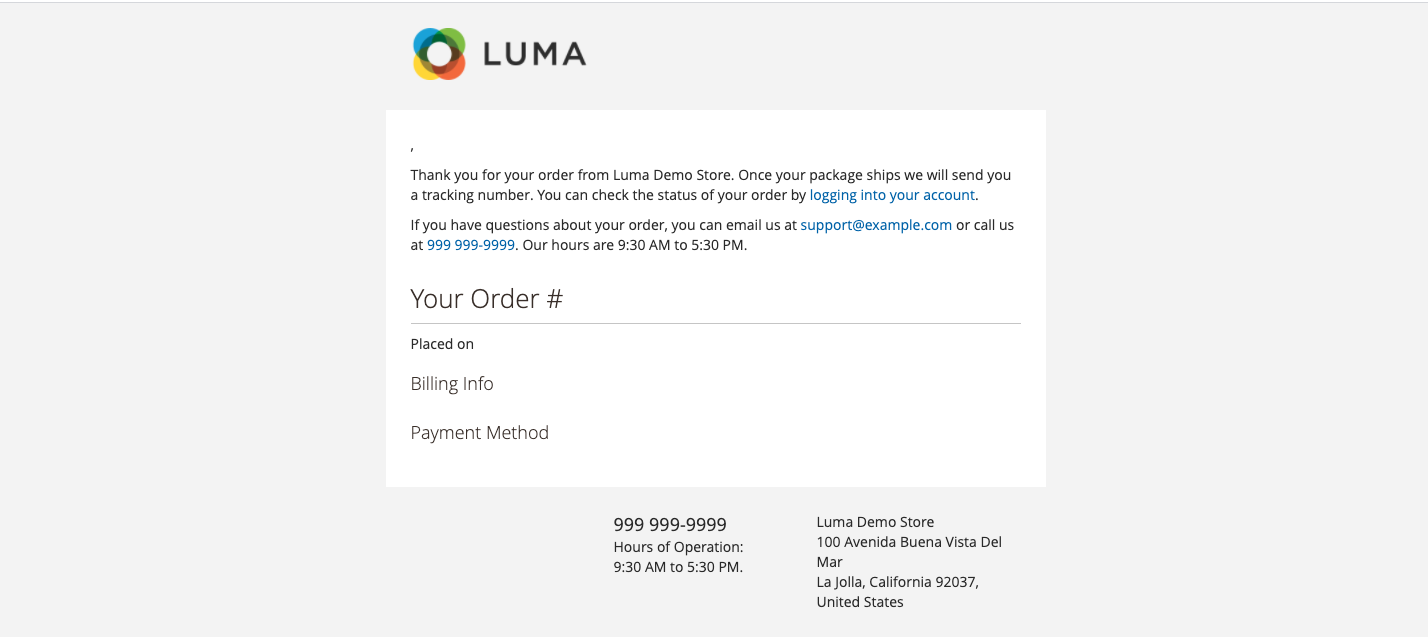 LUMA
,
Thank you for your order from Luma Demo Store. Once your package ships we will send you
a tracking number. You can check the status of your order by logging into your account.
If you have questions about your order, you can email us at support@example.com or call us
at 999 999-9999. Our hours are 9:30 AM to 5:30 PM.
Your Order #
Placed on
Billing Info
Payment Method
999 999-9999
Hours of Operation:
9:30 AM to 5:30 PM.
Luma Demo Store
100 Avenida Buena Vista Del
Mar
La Jolla, California 92037,
United States